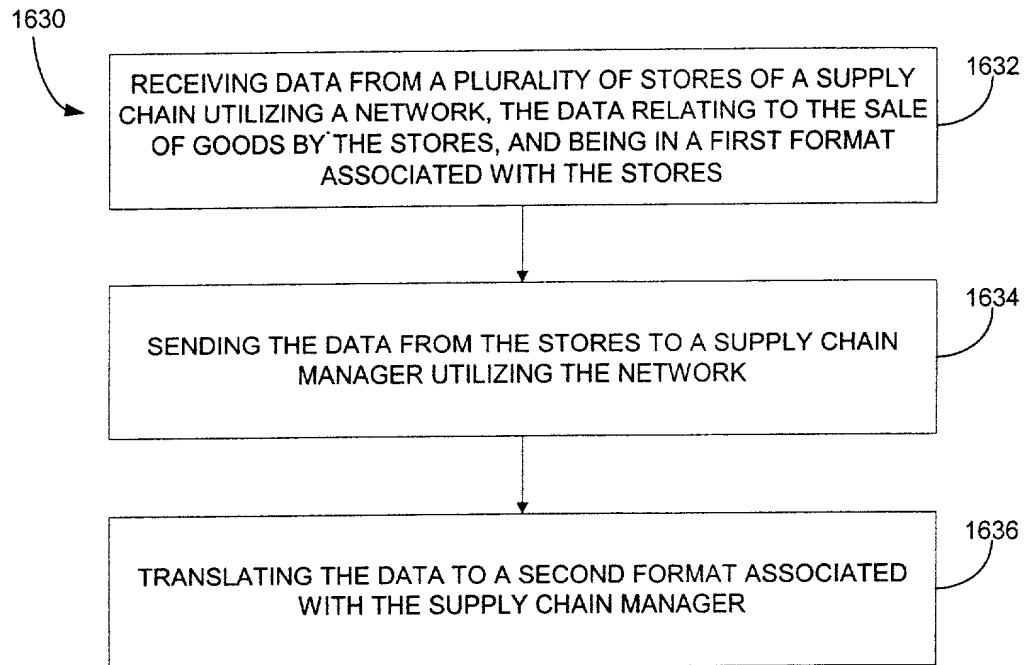 1630
RECEIVING DATA FROM A PLURALITY OF STORES OF A SUPPLY
CHAIN UTILIZING A NETWORK, THE DATA RELATING TO THE SALE
OF GOODS BY THE STORES, AND BEING IN A FIRST FORMAT
ASSOCIATED WITH THE STORES
1632
SENDING THE DATA FROM THE STORES TO A SUPPLY CHAIN
MANAGER UTILIZING THE NETWORK
1634
TRANSLATING THE DATA TO A SECOND FORMAT ASSOCIATED
WITH THE SUPPLY CHAIN MANAGER
1636